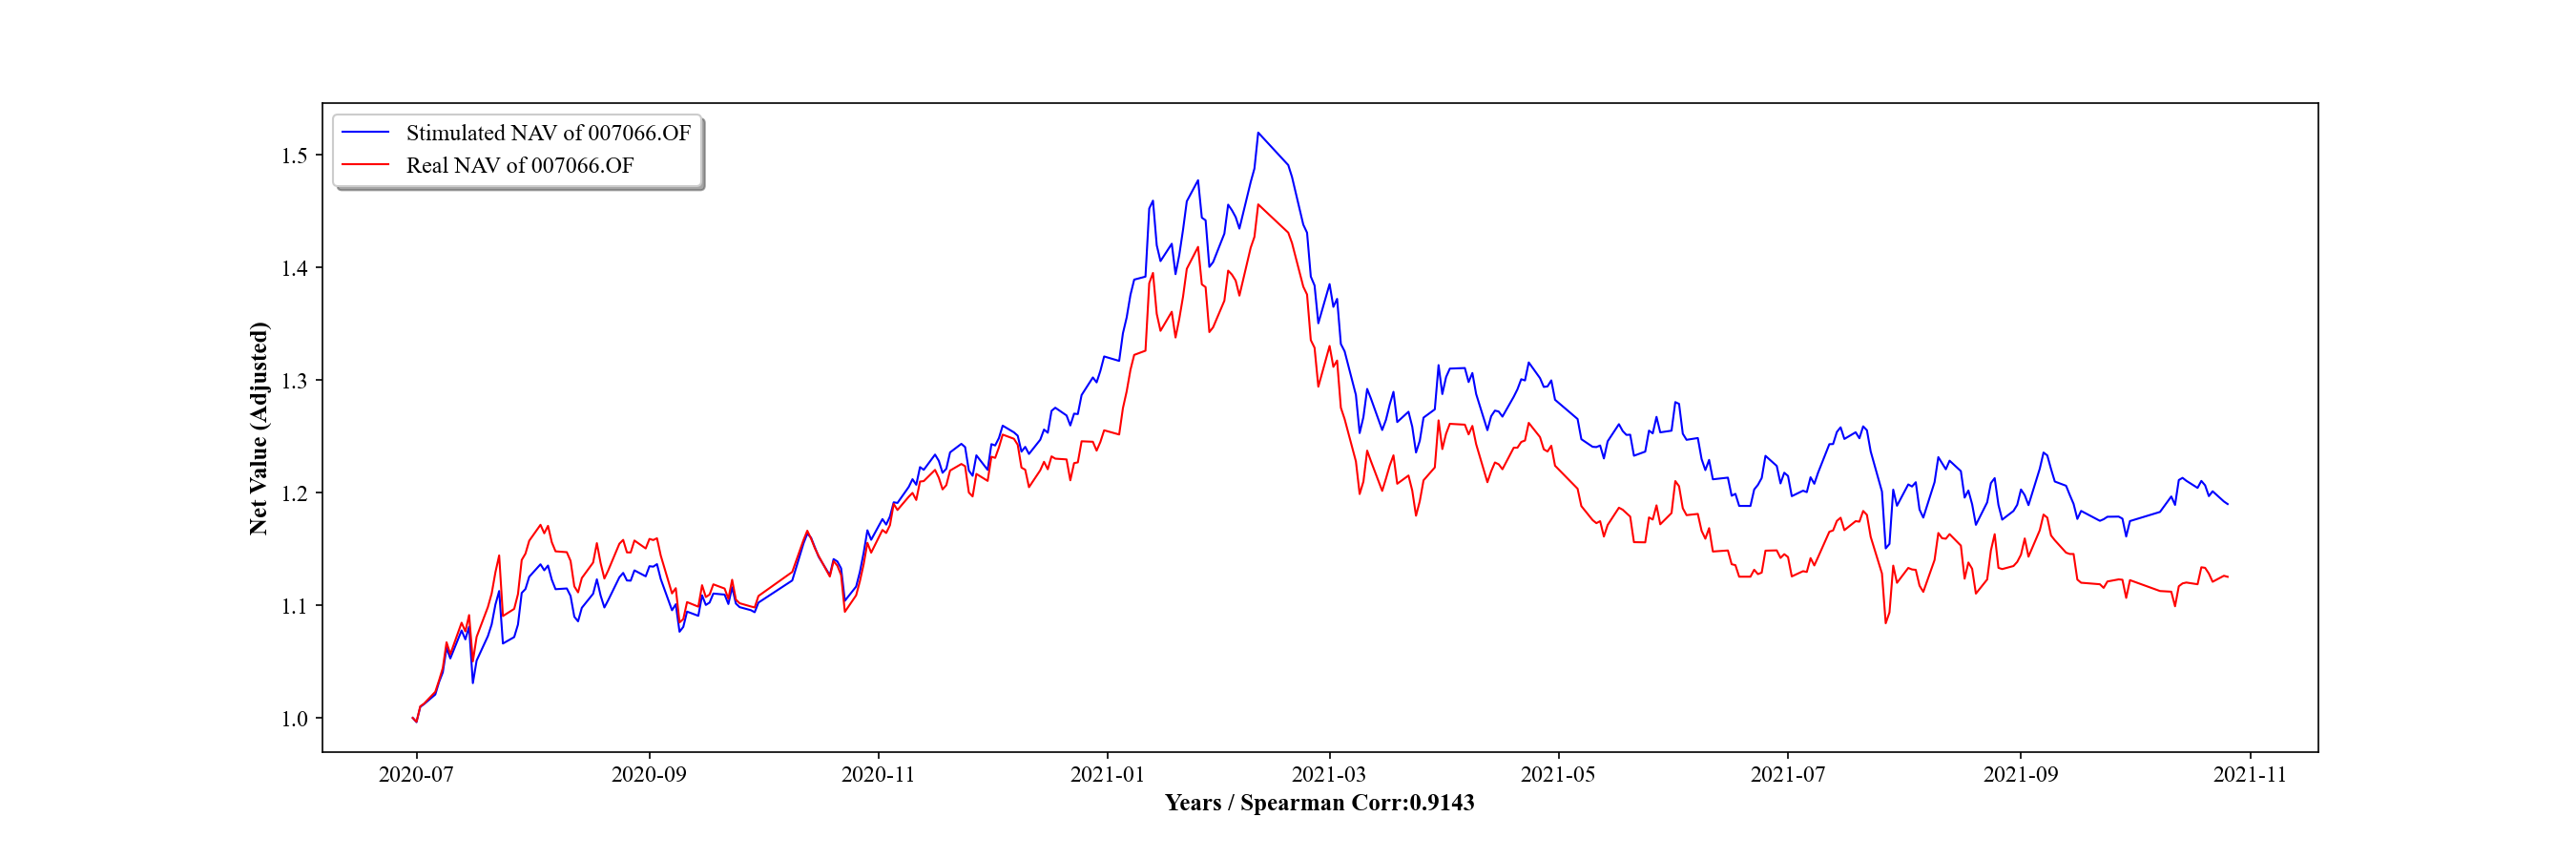 Stimulated NAV of 007066.OF
Real NAV of 007066.OF
Net Value (Adjusted)
1.5
1.4
1.3
1.2
1.1
1.0
2020-07 2020-09 2020-11 2021-01 2021-03 2021-05 2021-07 2021-09 2021-11
Years / Spearman Corr:0.9143